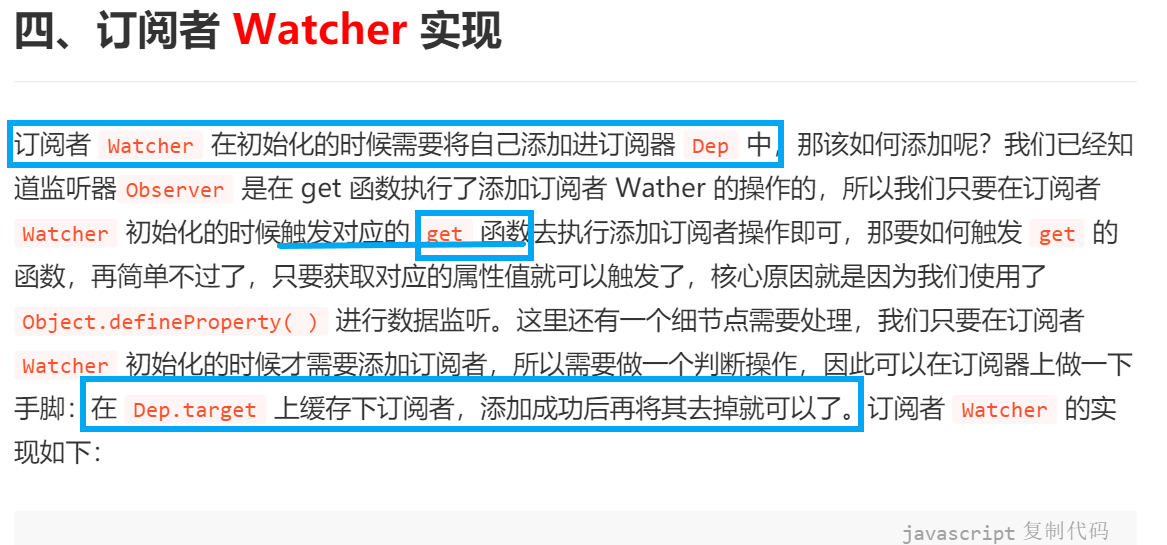 四、订阅者 Watcher 实现
订阅者 Watcher 在初始化的时候需要将自己添加进订阅器 Dep 中，那该如何添加呢？我们已经知
道监听器 Observer 是在 get 函数执行了添加订阅者 Wather 的操作的，所以我们只要在订阅者
Watcher 初始化的时候触发对应的 get 函数去执行添加订阅者操作即可，那要如何触发 get 的
函数，再简单不过了，只要获取对应的属性值就可以触发了，核心原因就是因为我们使用了
Object.defineProperty( ) 进行数据监听。这里还有一个细节点需要处理，我们只要在订阅者
Watcher 初始化的时候才需要添加订阅者，所以需要做一个判断操作，因此可以在订阅器上做一下
手脚：在 Dep.target 上缓存下订阅者，添加成功后再将其去掉就可以了。订阅者 Watcher 的实
现如下：
javascript 复制代码